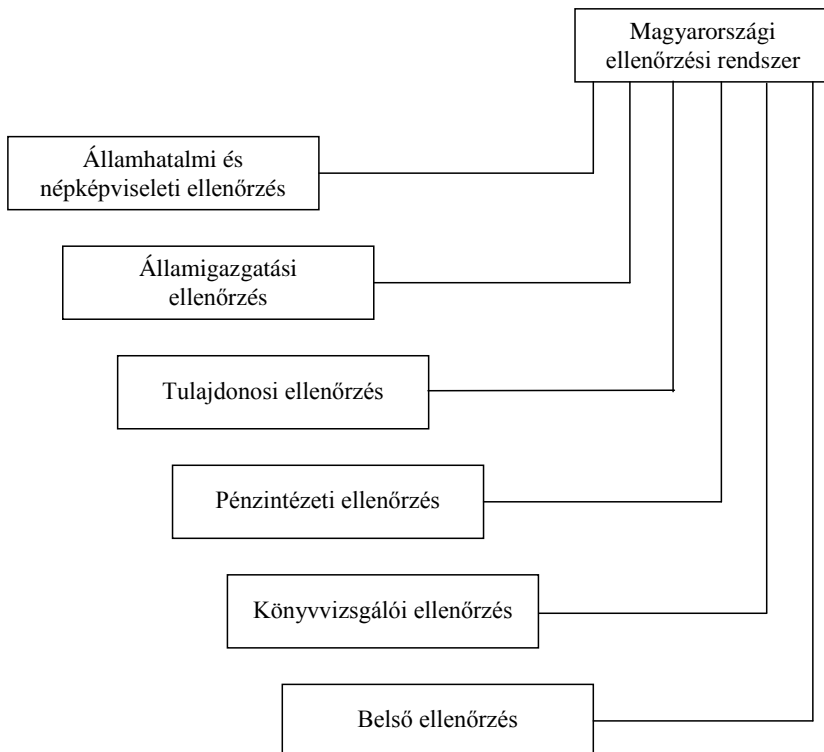 Magyarországi
ellenőrzési rendszer
Államhatalmi és
népképviseleti ellenőrzés
Államigazgatási
ellenőrzés
Tulajdonosi ellenőrzés
Pénzintézeti ellenőrzés
Könyvvizsgálói ellenőrzés
Belső ellenőrzés